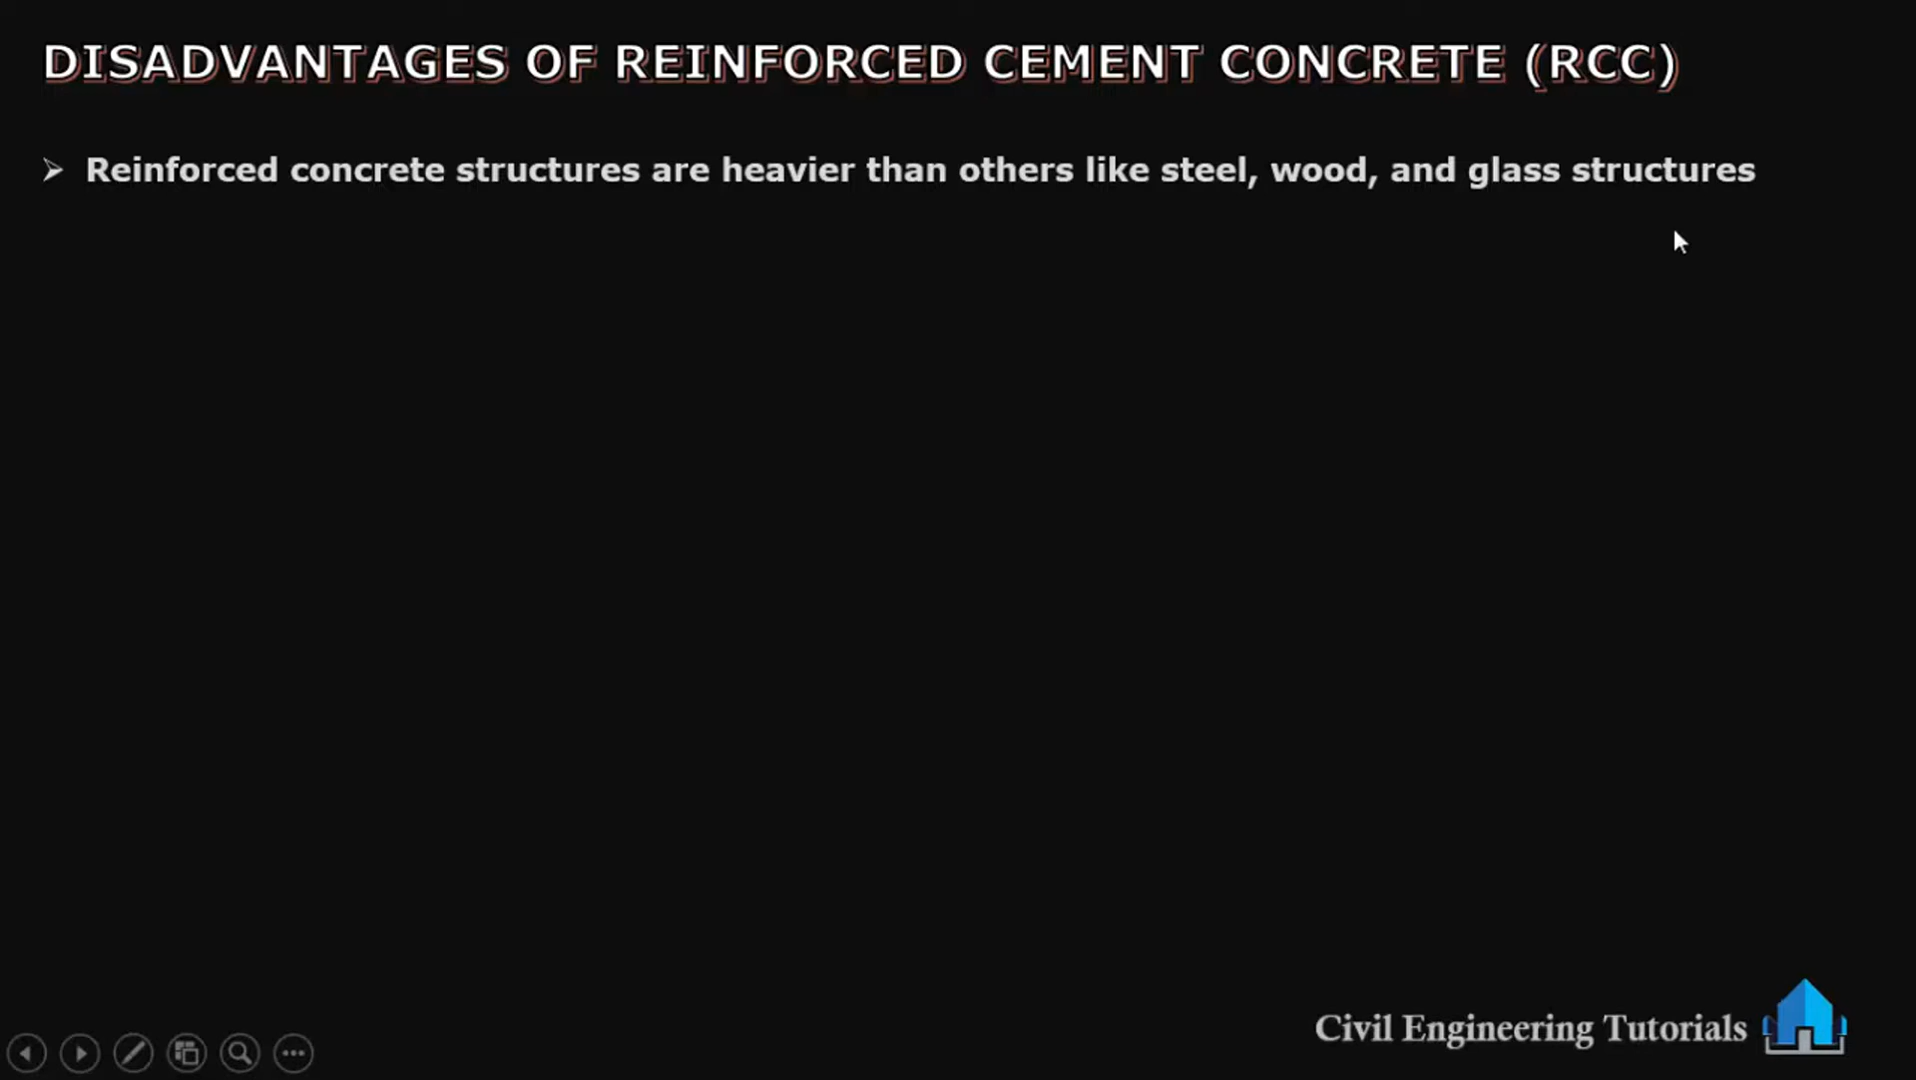 DISADVANTAGES OF REINFORCED CEMENT CONCRETE (RCC)
➢ Reinforced concrete structures are heavier than others like steel, wood, and glass structures
Civil Engineering Tutorials